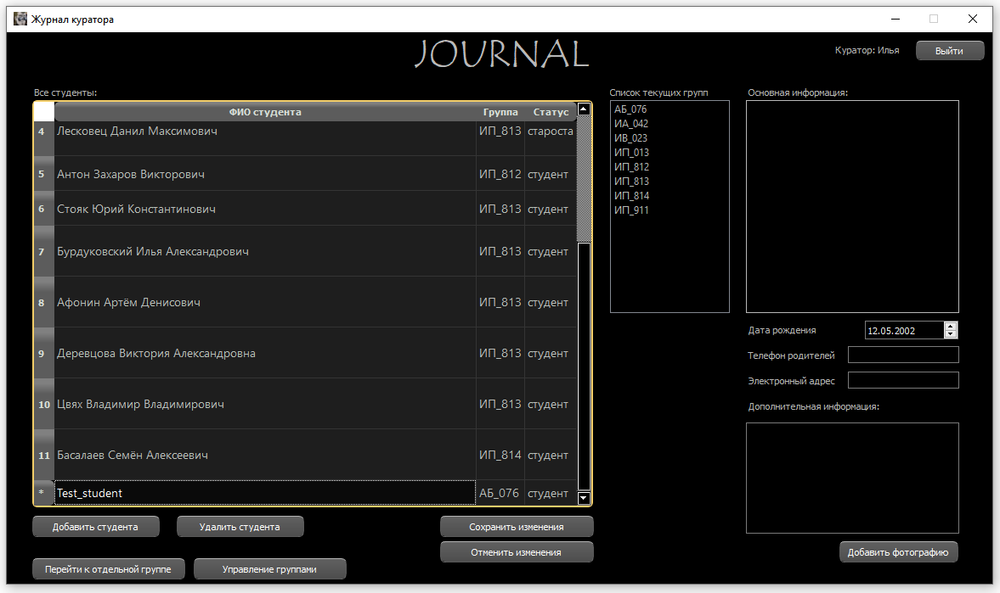 Журнал куратора
JOURNAL
Куратор: Илья
Выйти
Все студенты:
ФИО студента Группа Статус
4 Лесковец Данил Максимович ИП_813 староста
5 Антон Захаров Викторович ИП_812 студент
6 Стояк Юрий Константинович ИП_813 студент
7 Бурдуковский Илья Александрович ИП_813 студент
8 Афонин Артём Денисович ИП_813 студент
9 Деревцова Виктория Александровна ИП_813 студент
10 Цвях Владимир Владимирович ИП_813 студент
11 Басалаев Семён Алексеевич ИП_814 студент
* Test_student АБ_076 студент
Добавить студента
Удалить студента
Сохранить изменения
Отменить изменения
Перейти к отдельной группе
Управление группами
Список текущих групп
АБ_076
ИА_042
ИВ_023
ИП_013
ИП_812
ИП_813
ИП_814
ИП_911
Основная информация:
Дата рождения 12.05.2002
Телефон родителей
Электронный адрес
Дополнительная информация:
Добавить фотографию